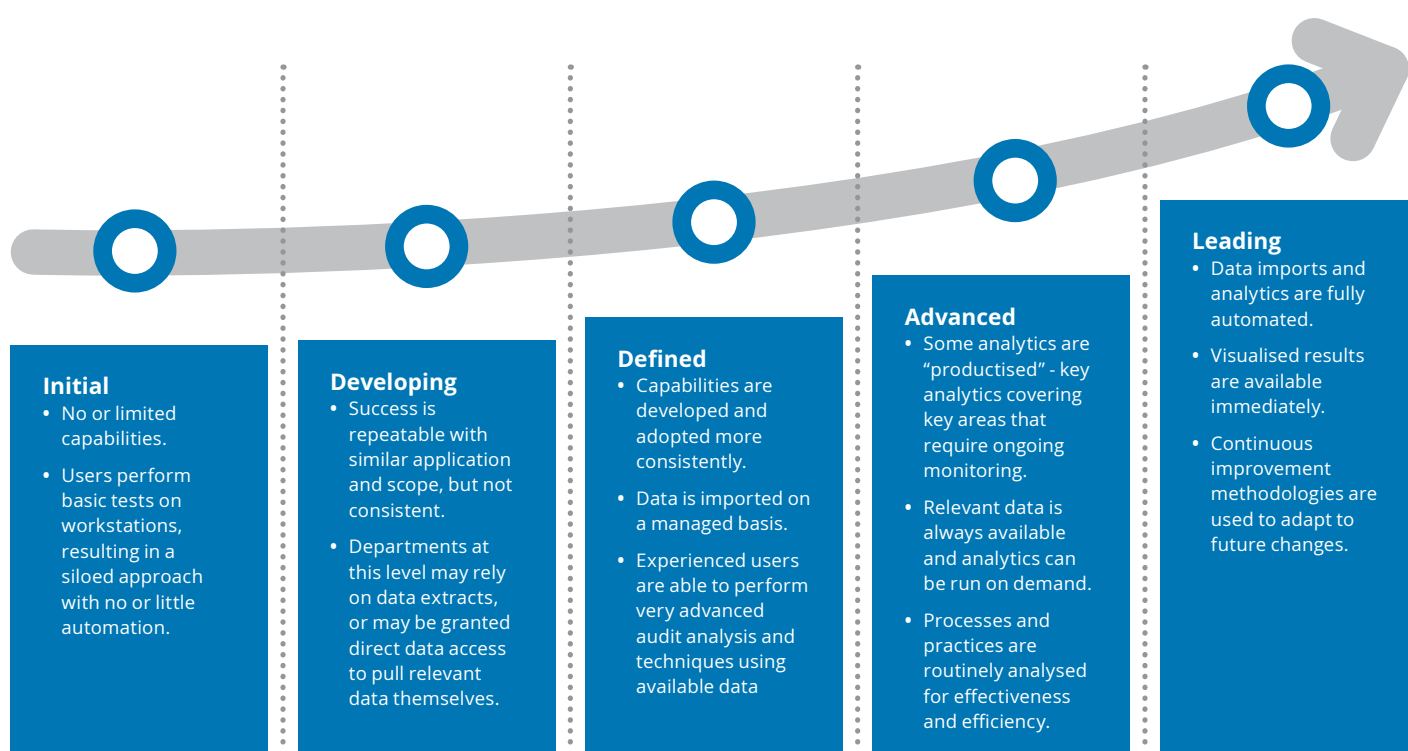 Initial
• No or limited
capabilities.
• Users perform
basic tests on
workstations,
resulting in a
siloed approach
with no or little
automation.
Developing
• Success is
repeatable with
similar application
and scope, but not
consistent.
• Departments at
this level may rely
on data extracts,
or may be granted
direct data access
to pull relevant
data themselves.
Defined
• Capabilities are
developed and
adopted more
consistently.
• Data is imported on
a managed basis.
• Experienced users
are able to perform
very advanced
audit analysis and
techniques using
available data
Advanced
• Some analytics are
“productised” - key
analytics covering
key areas that
require ongoing
monitoring.
• Relevant data is
always available
and analytics can
be run on demand.
• Processes and
practices are
routinely analysed
for effectiveness
and efficiency.
Leading
• Data imports and
analytics are fully
automated.
• Visualised results
are available
immediately.
• Continuous
improvement
methodologies are
used to adapt to
future changes.